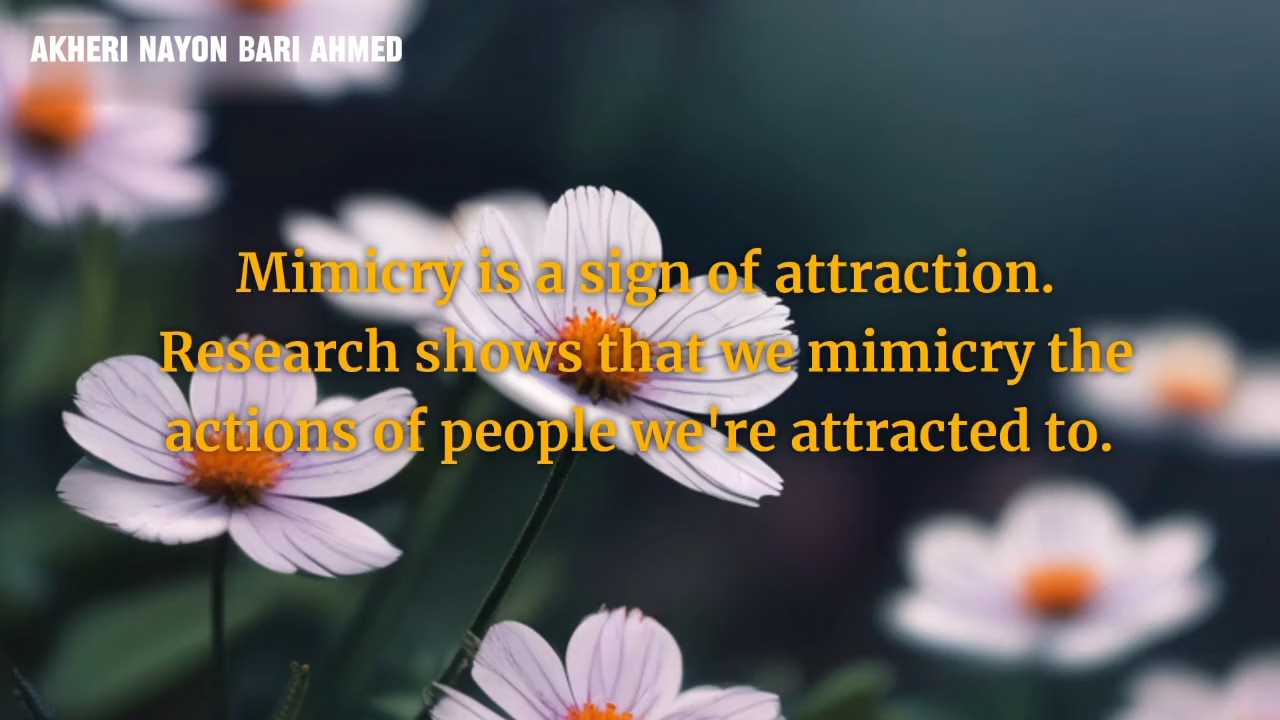 AKHERI NAYON BARI AHMED
Mimicry is a sign of attraction.
Research shows that we mimicry the
actions of people we're attracted to.